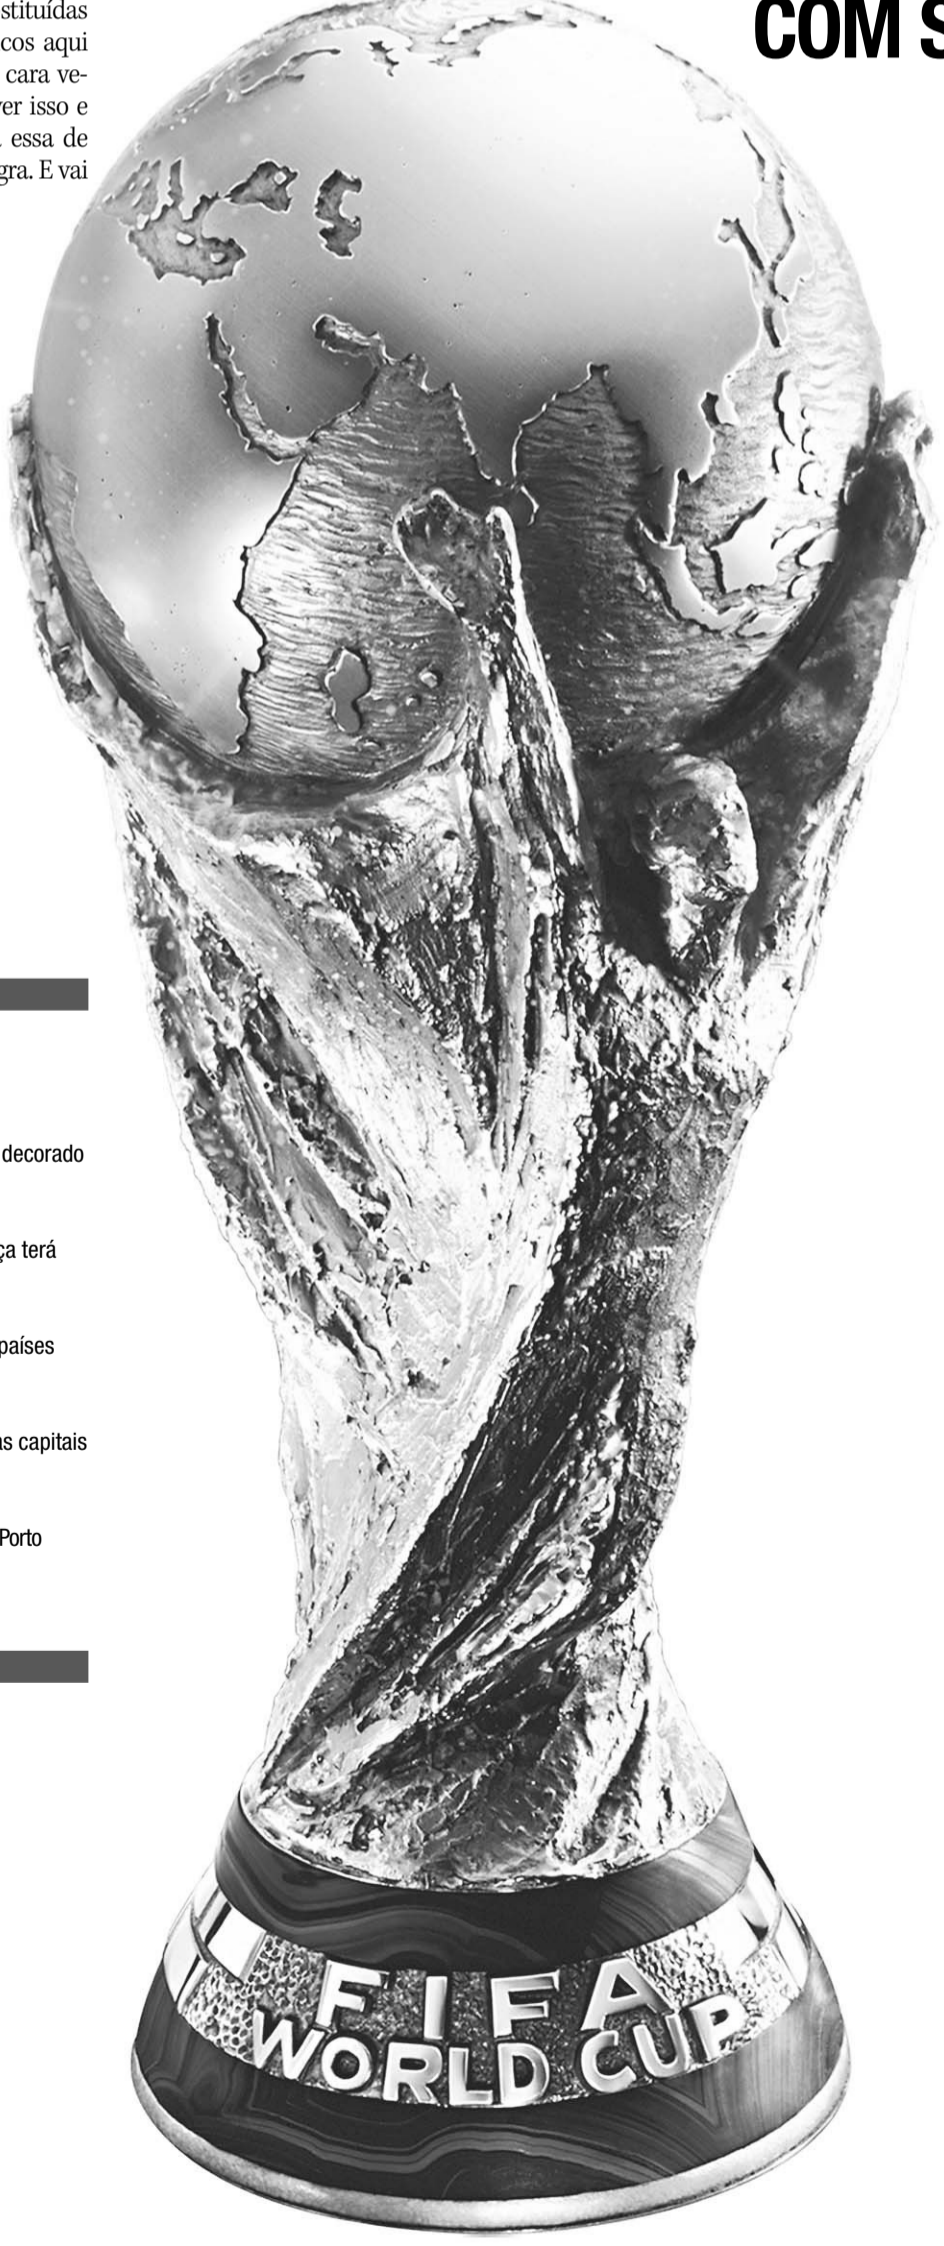 stituídas
cos aqui
cara ve-
er isso e
essa de
gra. E vai
COM S
decorado
ça terá
países
as capitais
Porto
FIFA
WORLD CUP